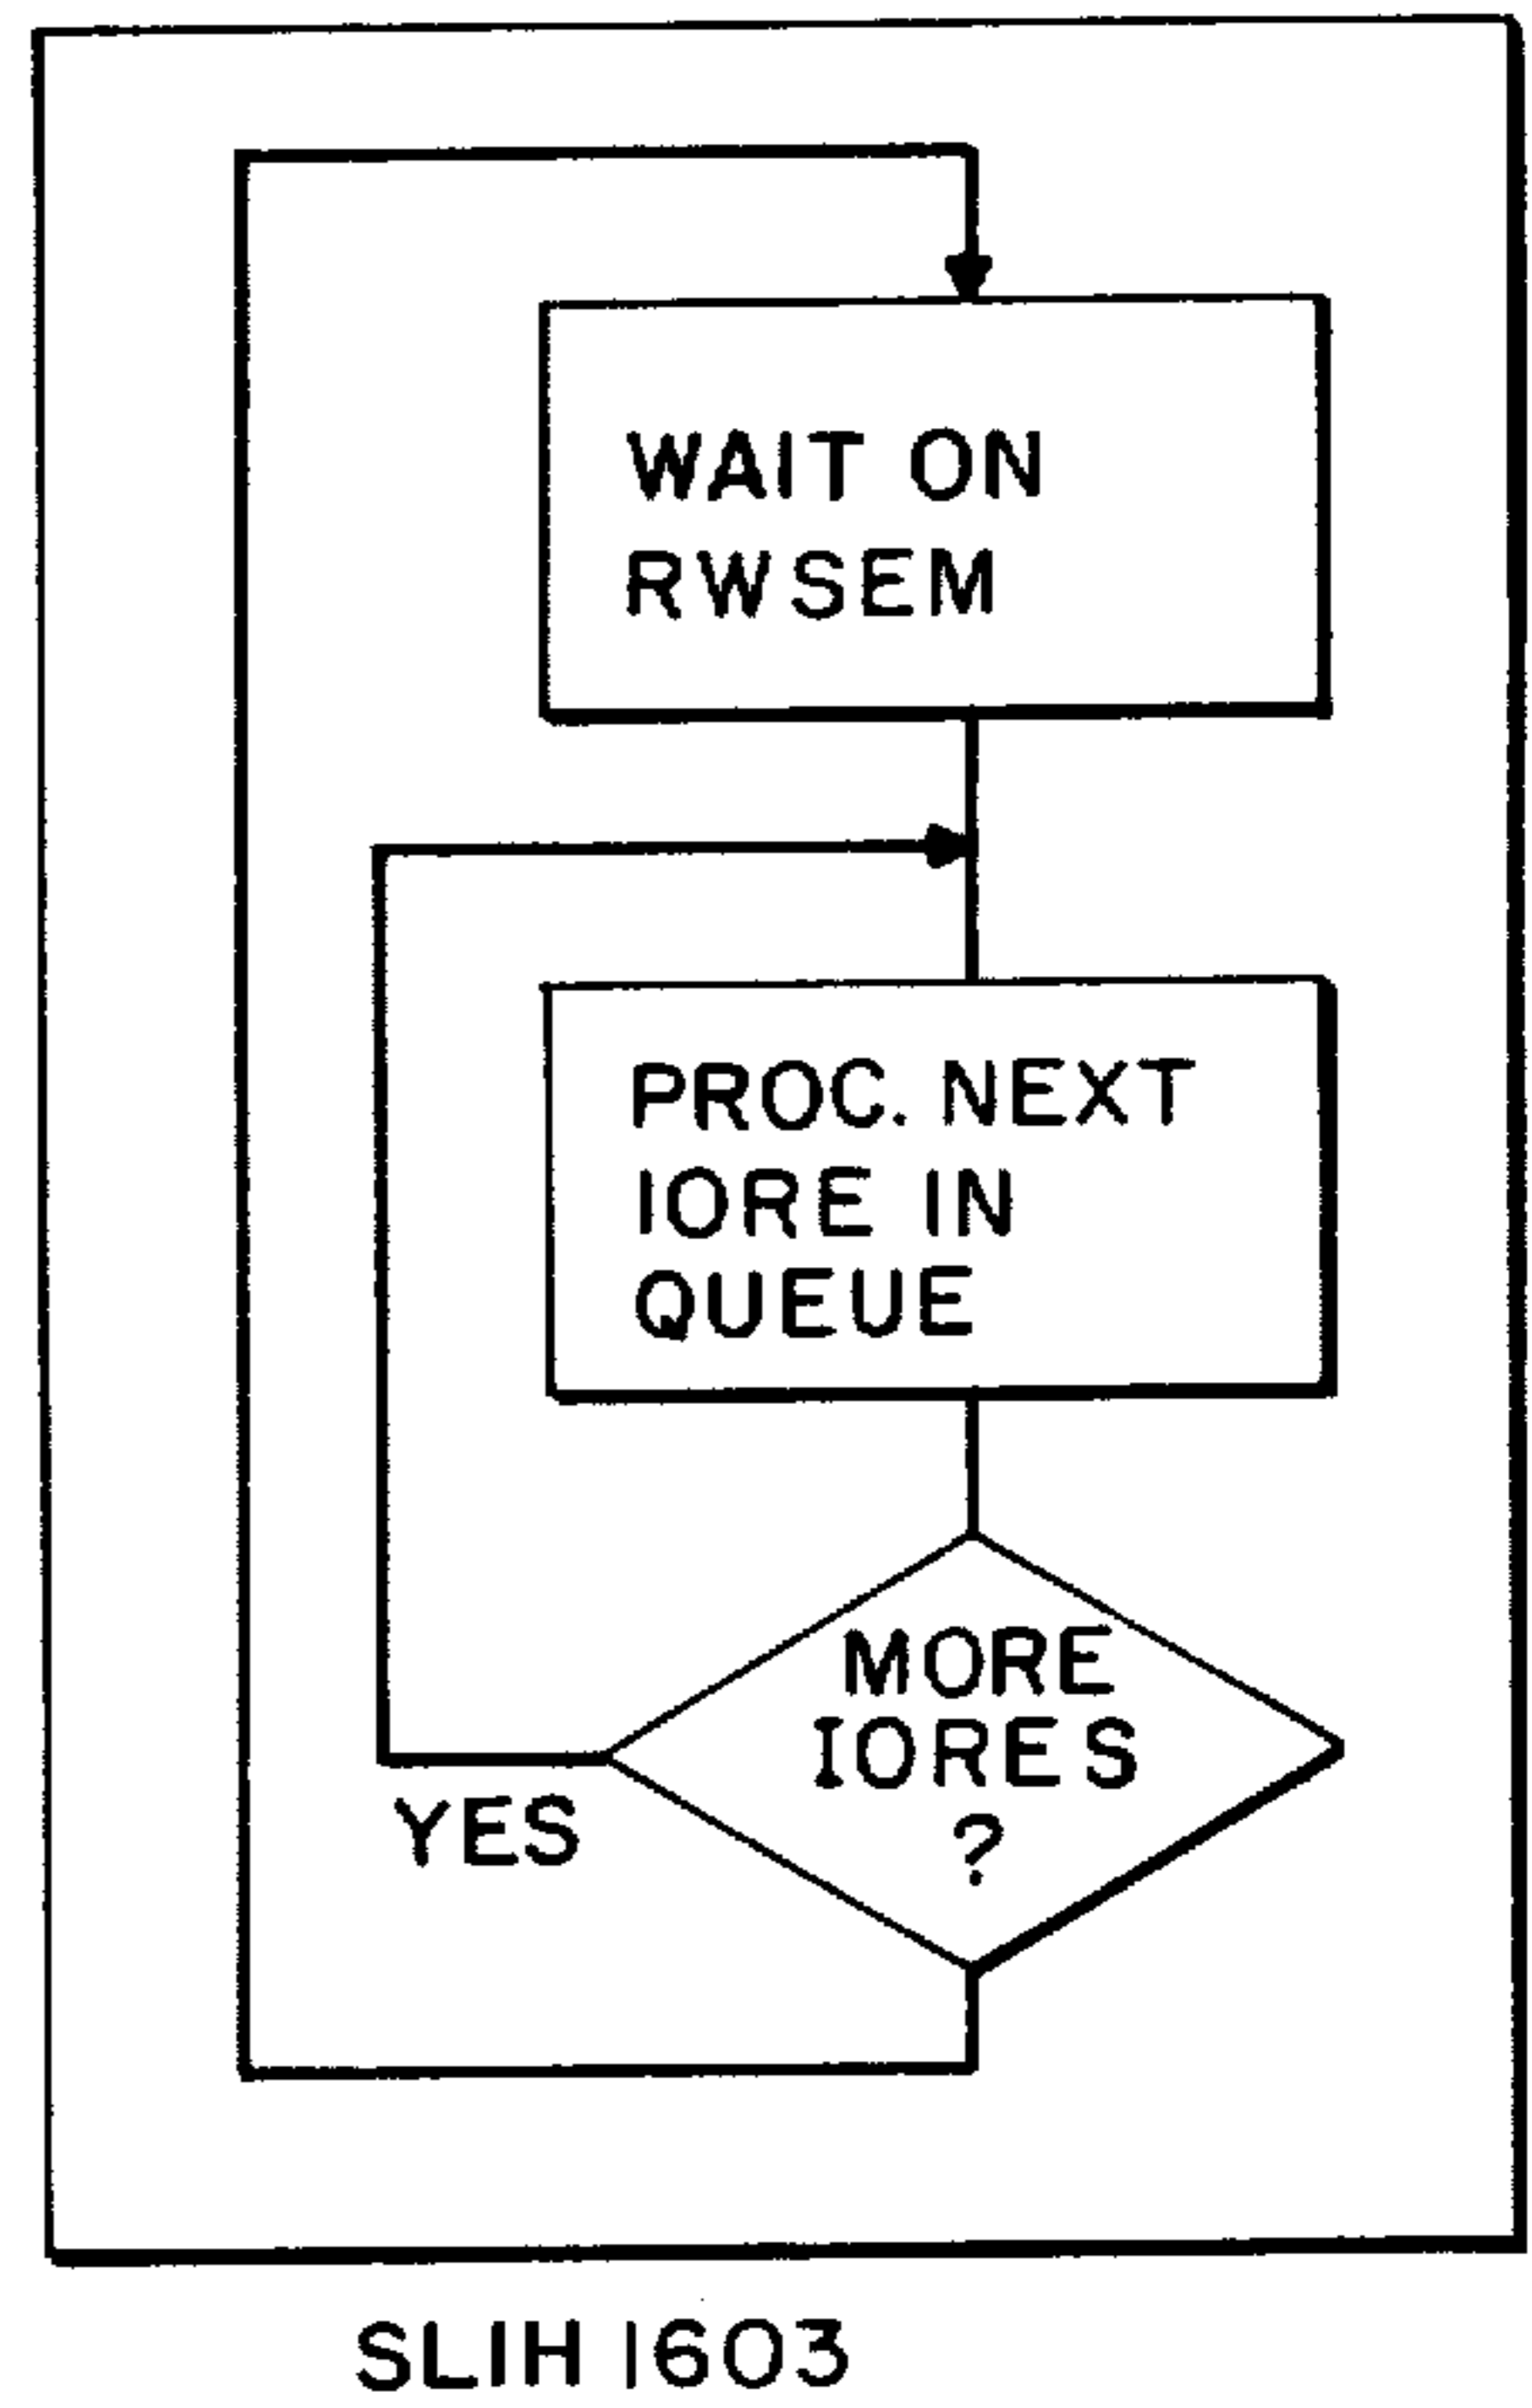 WAIT ON
RWSEM
PROC. NEXT
IORE IN
QUEUE
MORE
IORES
?
YES
SLIH 1603